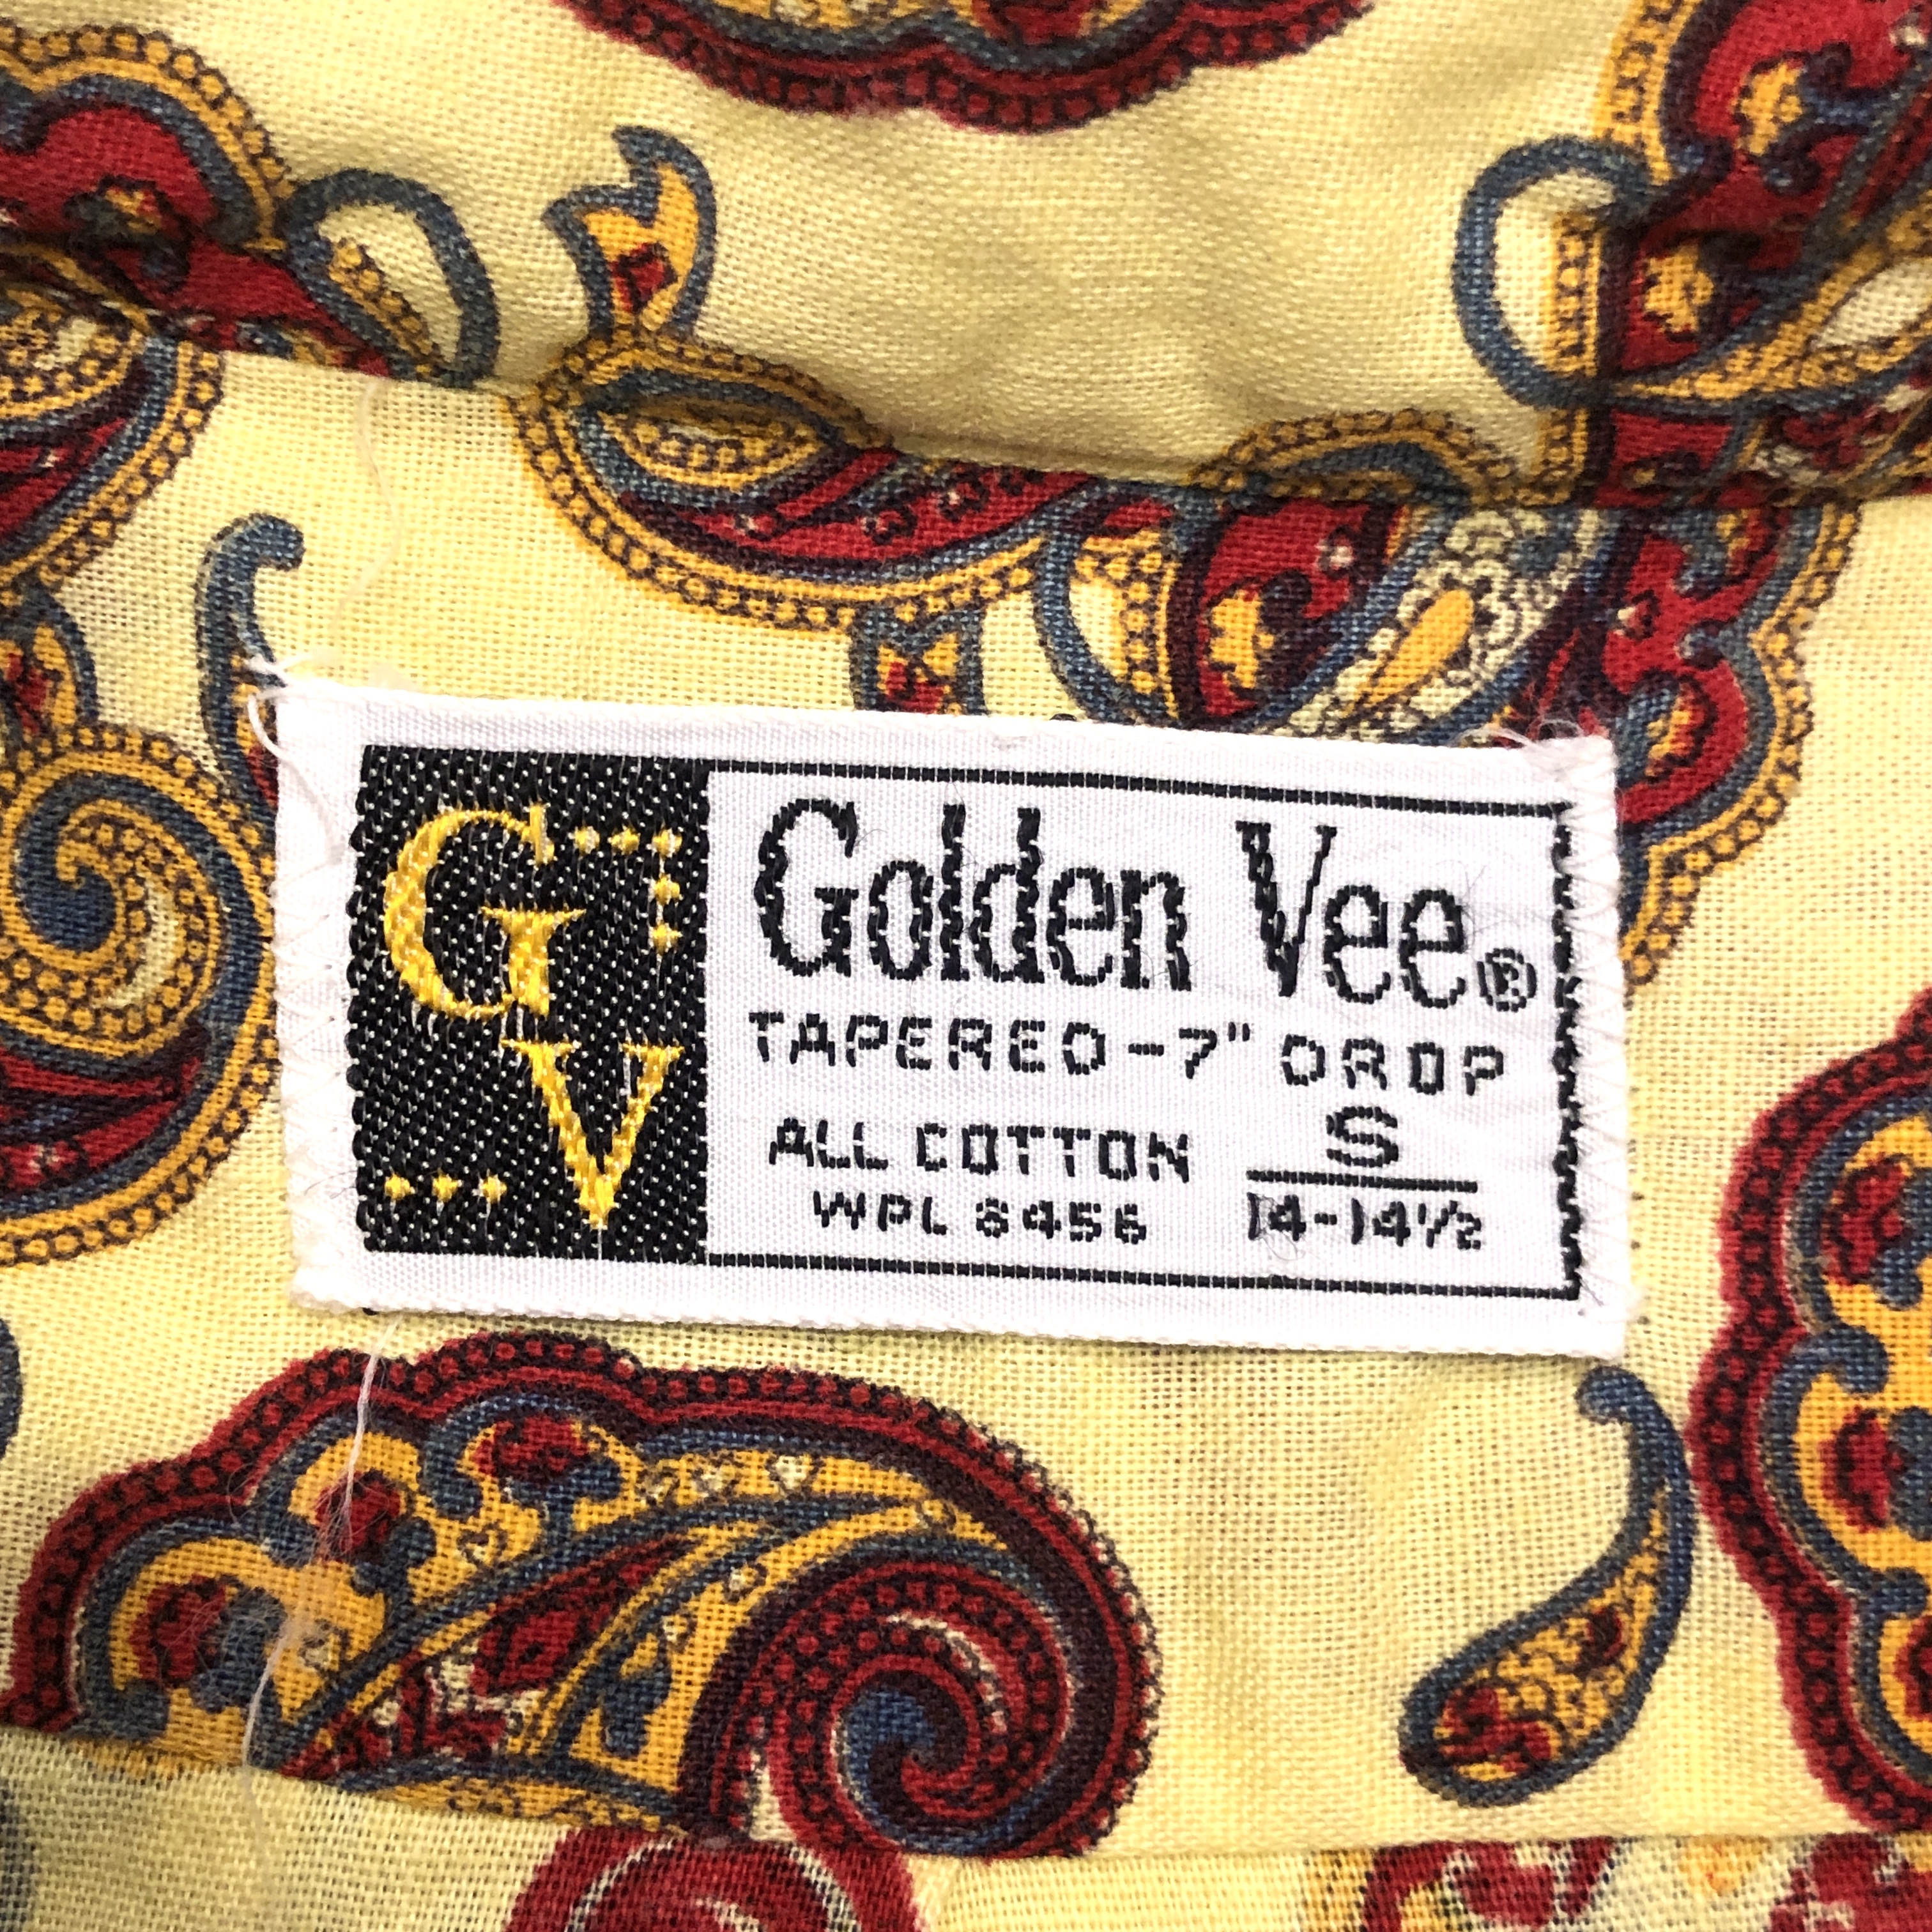 GV
Golden Vee®
TAPERED-7" DROP
ALL COTTON
WPL 8456
S
14-14½